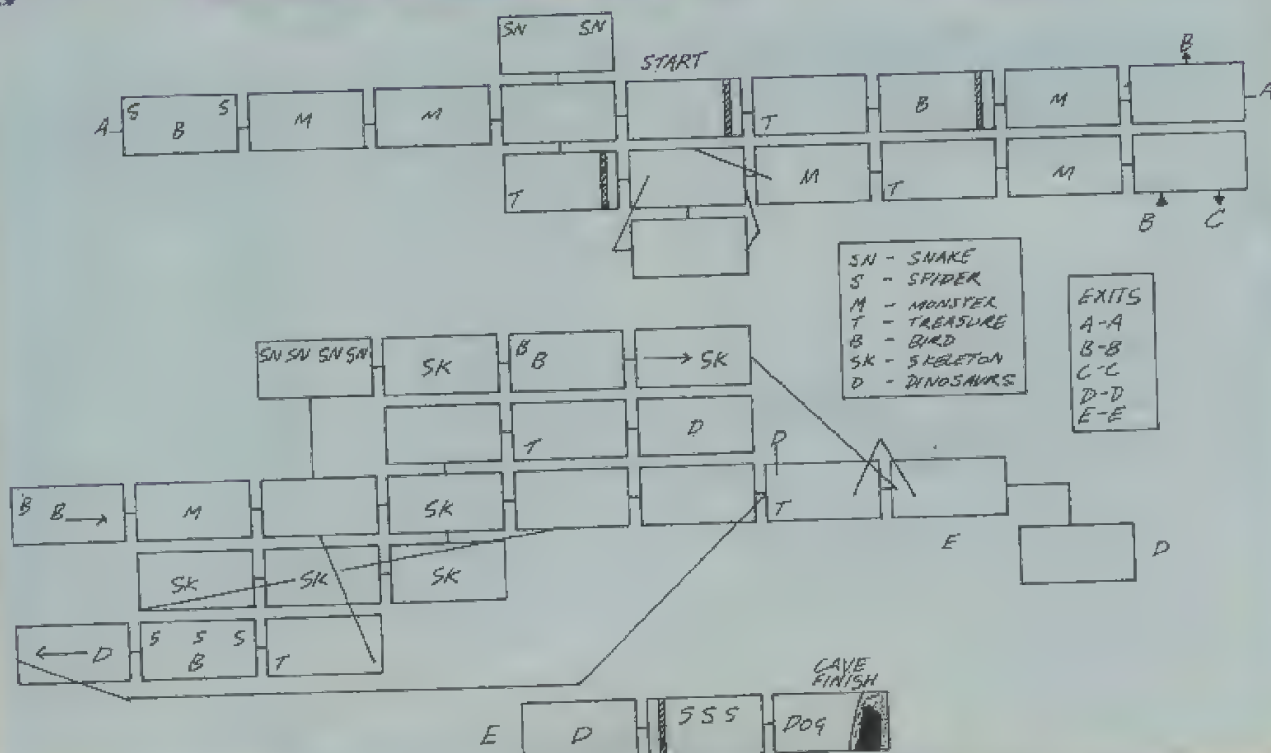 SN SN
START
A S S B M M T B M B A
T M T M
B C
SN - SNAKE
S - SPIDER
M - MONSTER
T - TREASURE
B - BIRD
SK - SKELETON
D - DINOSAURS
EXITS
A-A
B-B
C-C
D-D
E-E
SN SN SN SN SK B B → SK
T D
B B → M SK D T
E D
SK SK SK
← D S S S B T
CAVE
FINISH
E D S S S DOG